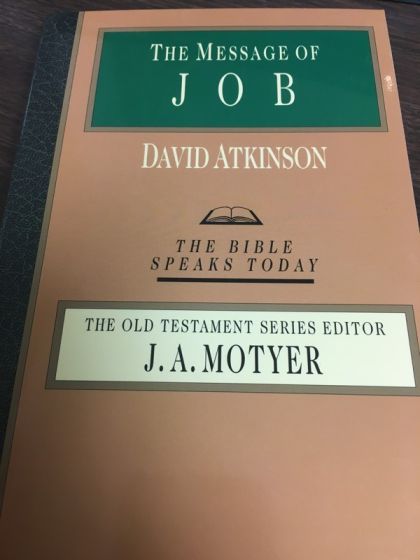 THE MESSAGE OF
JOB
DAVID ATKINSON
THE BIBLE
SPEAKS TODAY
THE OLD TESTAMENT SERIES EDITOR
J. A. MOTYER